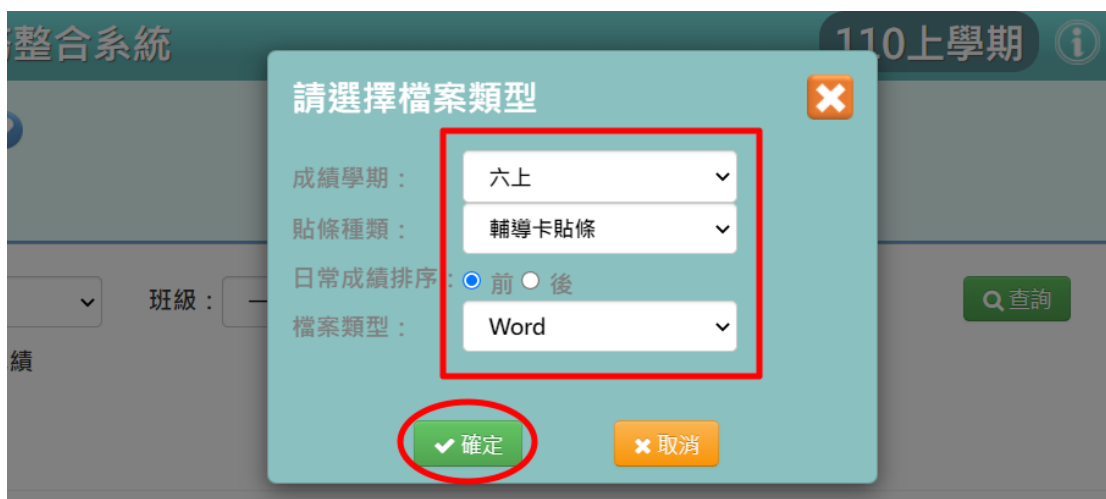 整合系統
110上學期
請選擇檔案類型
成績學期：
六上
貼條種類：
輔導卡貼條
日常成績排序：
前
後
檔案類型：
Word
班級：
一
查詢
績
確定
取消